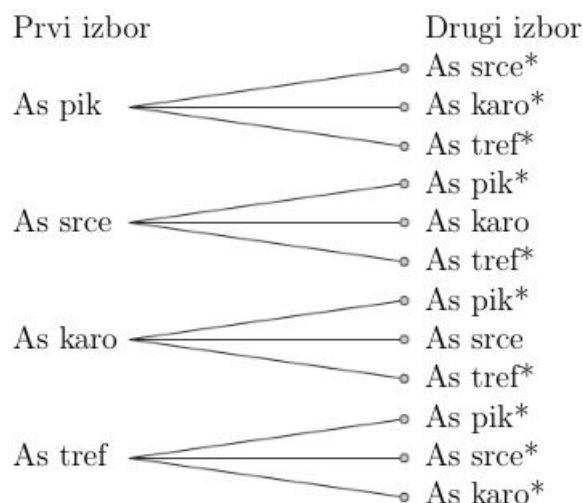 Prvi izbor Drugi izbor
As srce*
As pik As karo*
As tref*
As pik*
As srce As karo
As tref*
As pik*
As karo As srce
As tref*
As pik*
As tref As srce*
As karo*